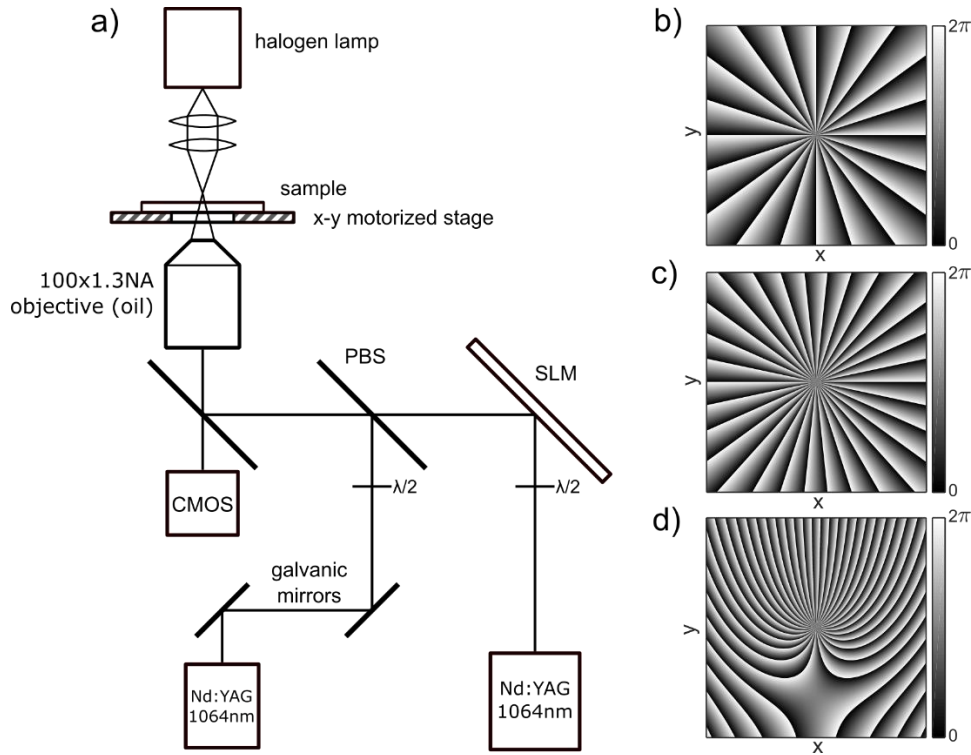 a)
halogen lamp
sample
x-y motorized stage
100x1.3NA
objective (oil)
PBS
SLM
CMOS
λ/2
λ/2
galvanic
mirrors
Nd:YAG
1064nm
Nd:YAG
1064nm
b)
2π
y
x
0
c)
2π
y
x
0
d)
2π
y
x
0